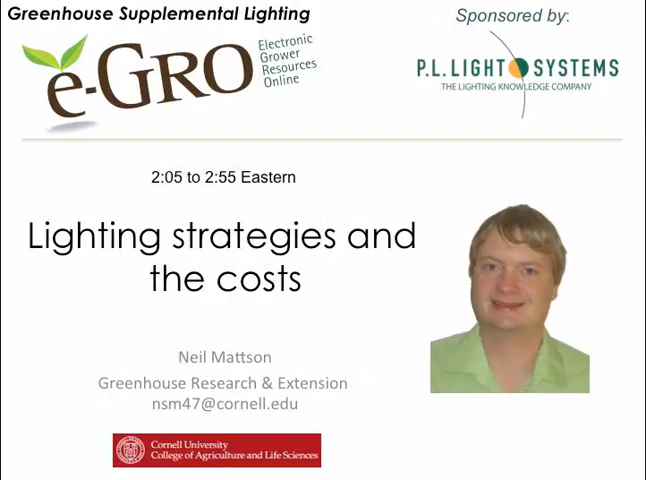 Greenhouse Supplemental Lighting
e-GRO
Electronic
Grower
Resources
Online
Sponsored by:
P.L. LIGHT SYSTEMS
THE LIGHTING KNOWLEDGE COMPANY
2:05 to 2:55 Eastern
Lighting strategies and
the costs
Neil Mattson
Greenhouse Research & Extension
nsm47@cornell.edu
Cornell University
College of Agriculture and Life Sciences